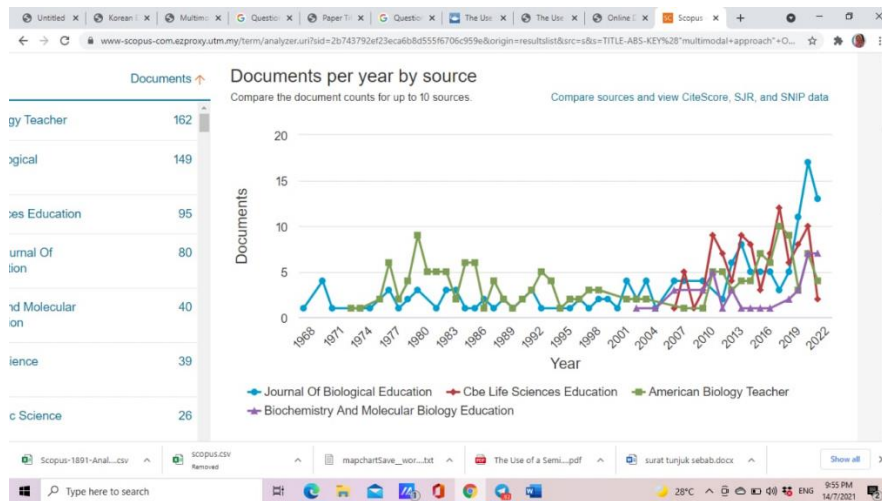 Untitled
Korean
Multimo
Question
Paper T
Question
The Use
The Use
Online D
Scopus
www-scopus-com.ezproxy.utm.my/term/analyzer.uri?sid=2b743792ef23eca6b8d555f6706c959e&origin=resultslist&src=s&s=TITLE-ABS-KEY%28"multimodal+approach"+O...
Documents
gy Teacher 162
ogical 149
ces Education 95
urnal Of 80
tion
nd Molecular 40
on
ience 39
c Science 26
Documents per year by source
Compare the document counts for up to 10 sources.
Compare sources and view CiteScore, SJR, and SNIP data
Documents
20
15
10
5
0
1968 1971 1974 1977 1980 1983 1986 1989 1992 1995 1998 2001 2004 2007 2010 2013 2016 2019 2022
Year
Journal Of Biological Education Cbe Life Sciences Education American Biology Teacher
Biochemistry And Molecular Biology Education
Scopus-1891-Anal....csv
scopus.csv
Removed
mapchartSave__wor....txt
The Use of a Semi....pdf
surat tunjuk sebab.docx
Show all
Type here to search
28°C
ENG
9:55 PM
14/7/2021